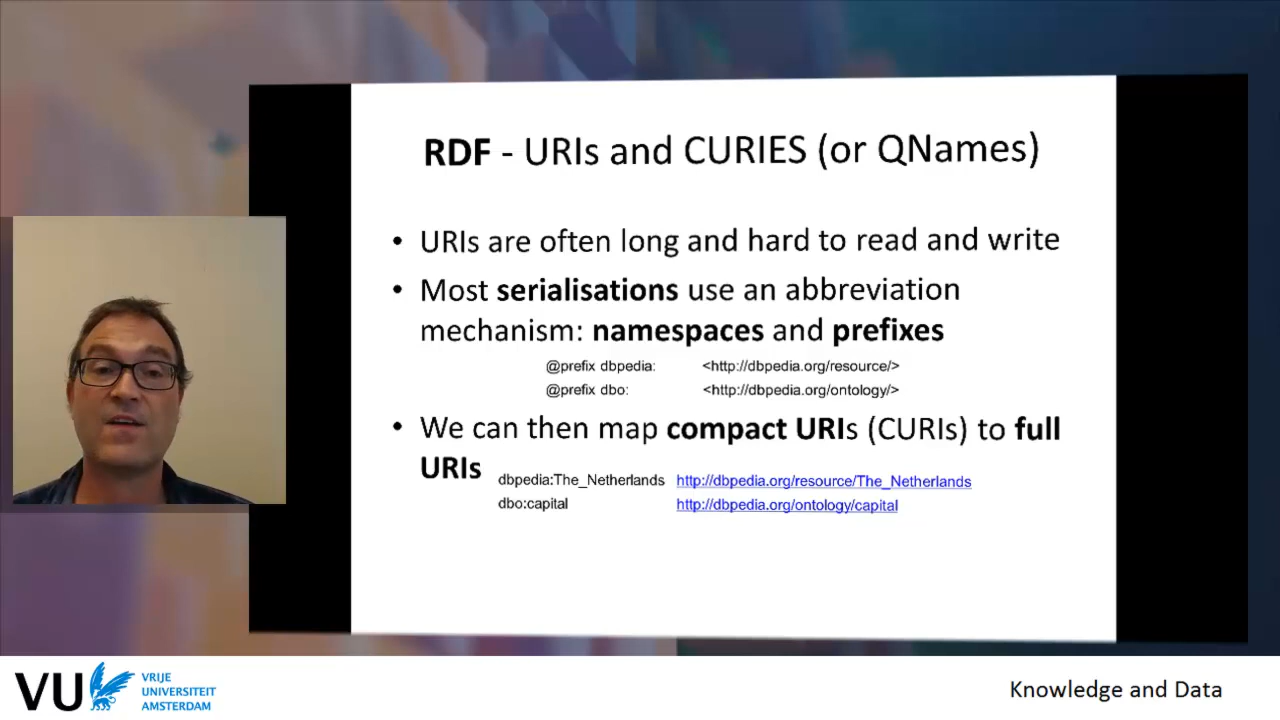 RDF - URIs and CURIES (or QNames)
• URIs are often long and hard to read and write
• Most serialisations use an abbreviation
mechanism: namespaces and prefixes
@prefix dbpedia: <http://dbpedia.org/resource/>
@prefix dbo: <http://dbpedia.org/ontology/>
• We can then map compact URIs (CURIs) to full
URIs
dbpedia:The_Netherlands http://dbpedia.org/resource/The_Netherlands
dbo:capital http://dbpedia.org/ontology/capital
VU VRIJE
UNIVERSITEIT
AMSTERDAM
Knowledge and Data